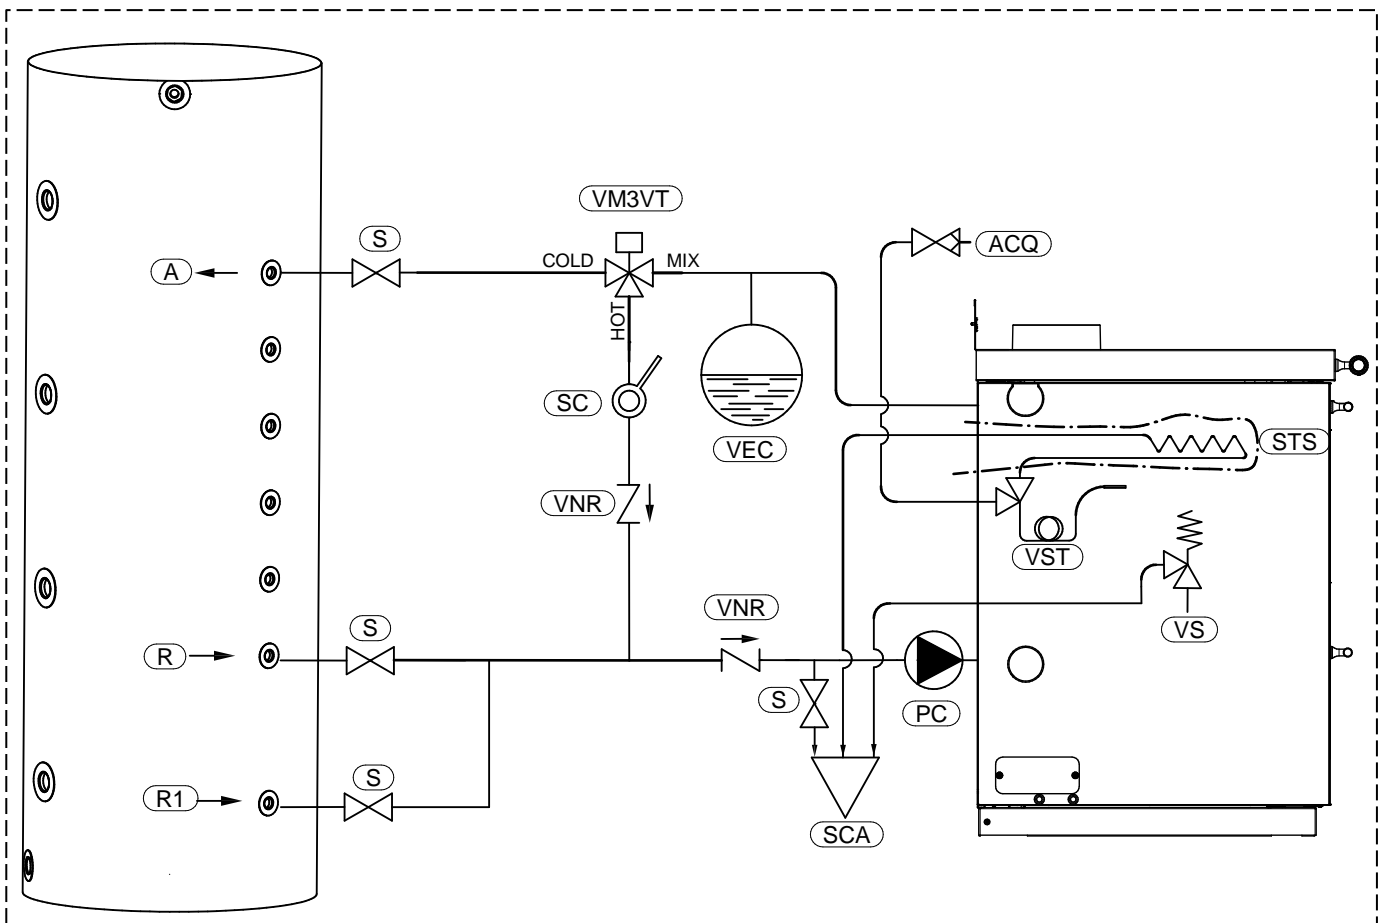 VM3VT
S
ACQ
COLD
MIX
A
HOT
SC
VEC
STS
VNR
VST
VNR
S
VS
R
S
PC
S
R1
SCA